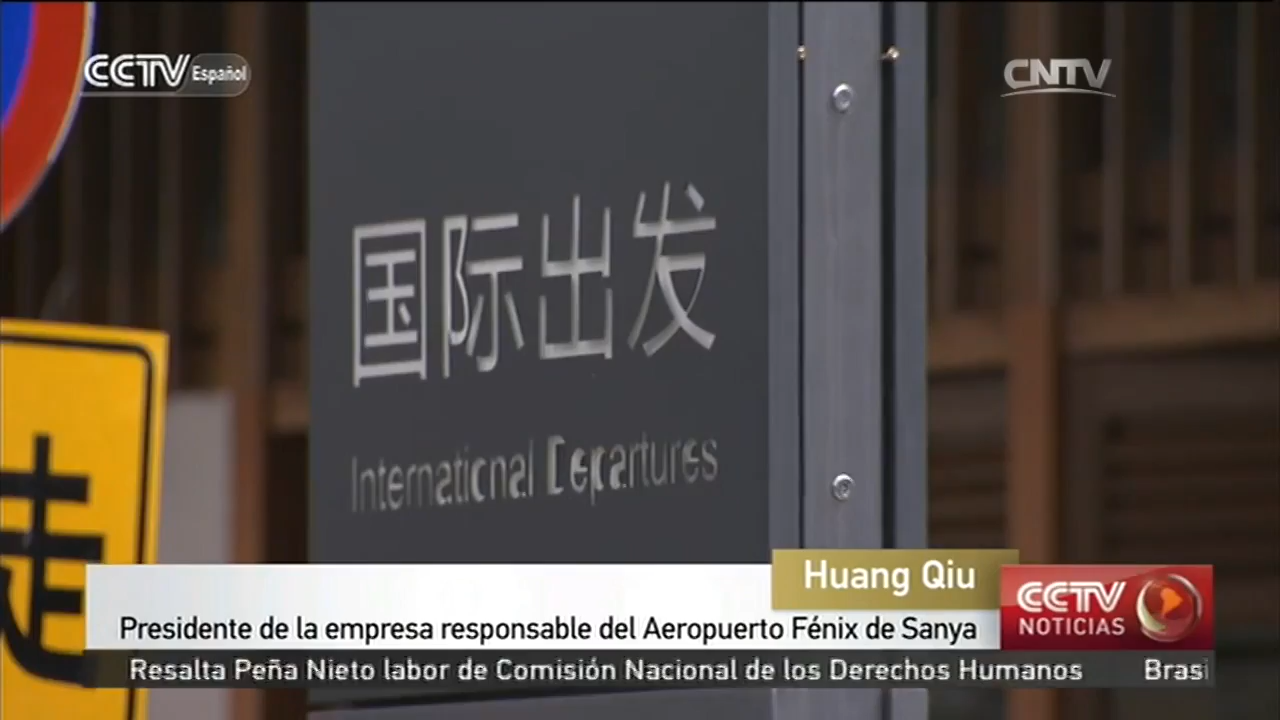 CCTV Español
CNTV
国际出发
International Departures
走
Huang Qiu
Presidente de la empresa responsable del Aeropuerto Fénix de Sanya
CCTV
NOTICIAS
Resalta Peña Nieto labor de Comisión Nacional de los Derechos Humanos Brasi